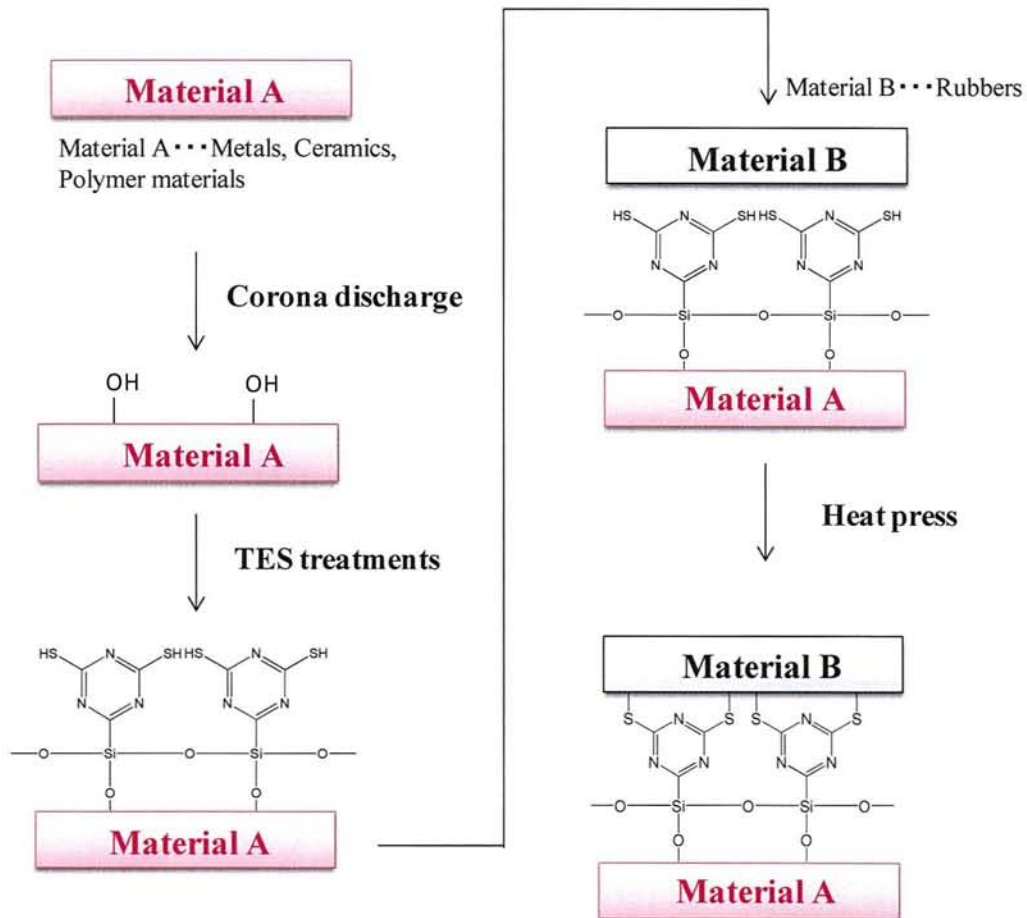 Material A
Material A・・・Metals, Ceramics,
Polymer materials
Corona discharge
OH OH
Material A
TES treatments
HS N SH HS N SH
N N N N
O Si O Si O
O O
Material A
Material B・・・Rubbers
Material B
HS N SH HS N SH
N N N N
O Si O Si O
O O
Material A
Heat press
Material B
S N S S N S
N N N N
O Si O Si O
O O
Material A